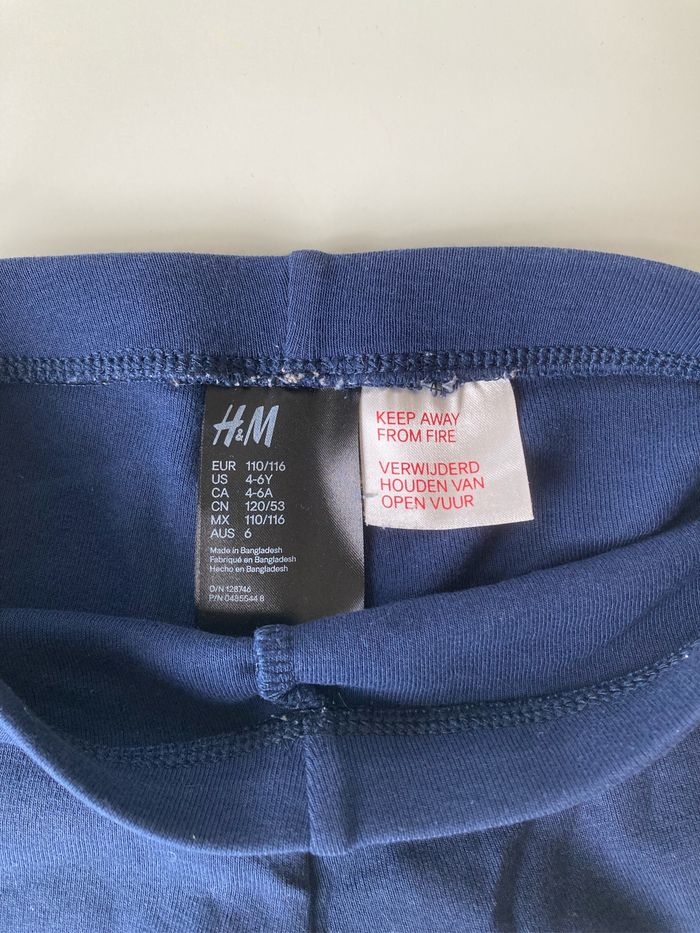 H&M
EUR 110/116
US 4-6Y
CA 4-6A
CN 120/53
MX 110/116
AUS 6
Made in Bangladesh
Fabriqué en Bangladesh
Hecho en Bangladesh
O/N 128746
P/N 0485544 8
KEEP AWAY
FROM FIRE
VERWIJDERD
HOUDEN VAN
OPEN VUUR